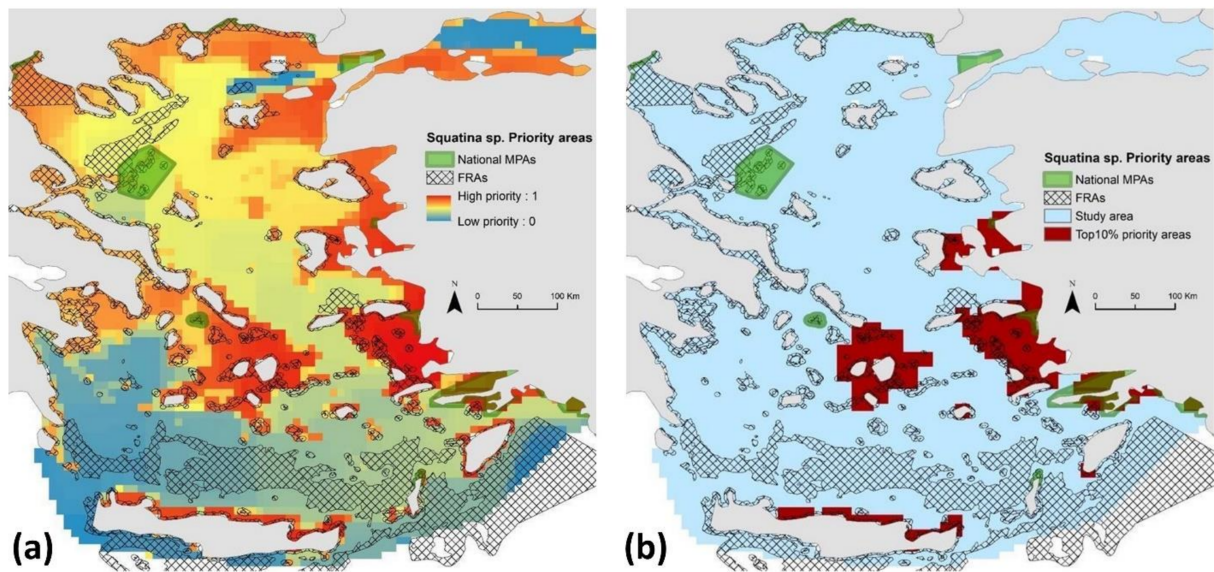 Squatina sp. Priority areas
National MPAs
FRAs
High priority : 1
Low priority : 0
N
0 50 100 Km
(a)
Squatina sp. Priority areas
National MPAs
FRAs
Study area
Top10% priority areas
N
0 50 100 Km
(b)